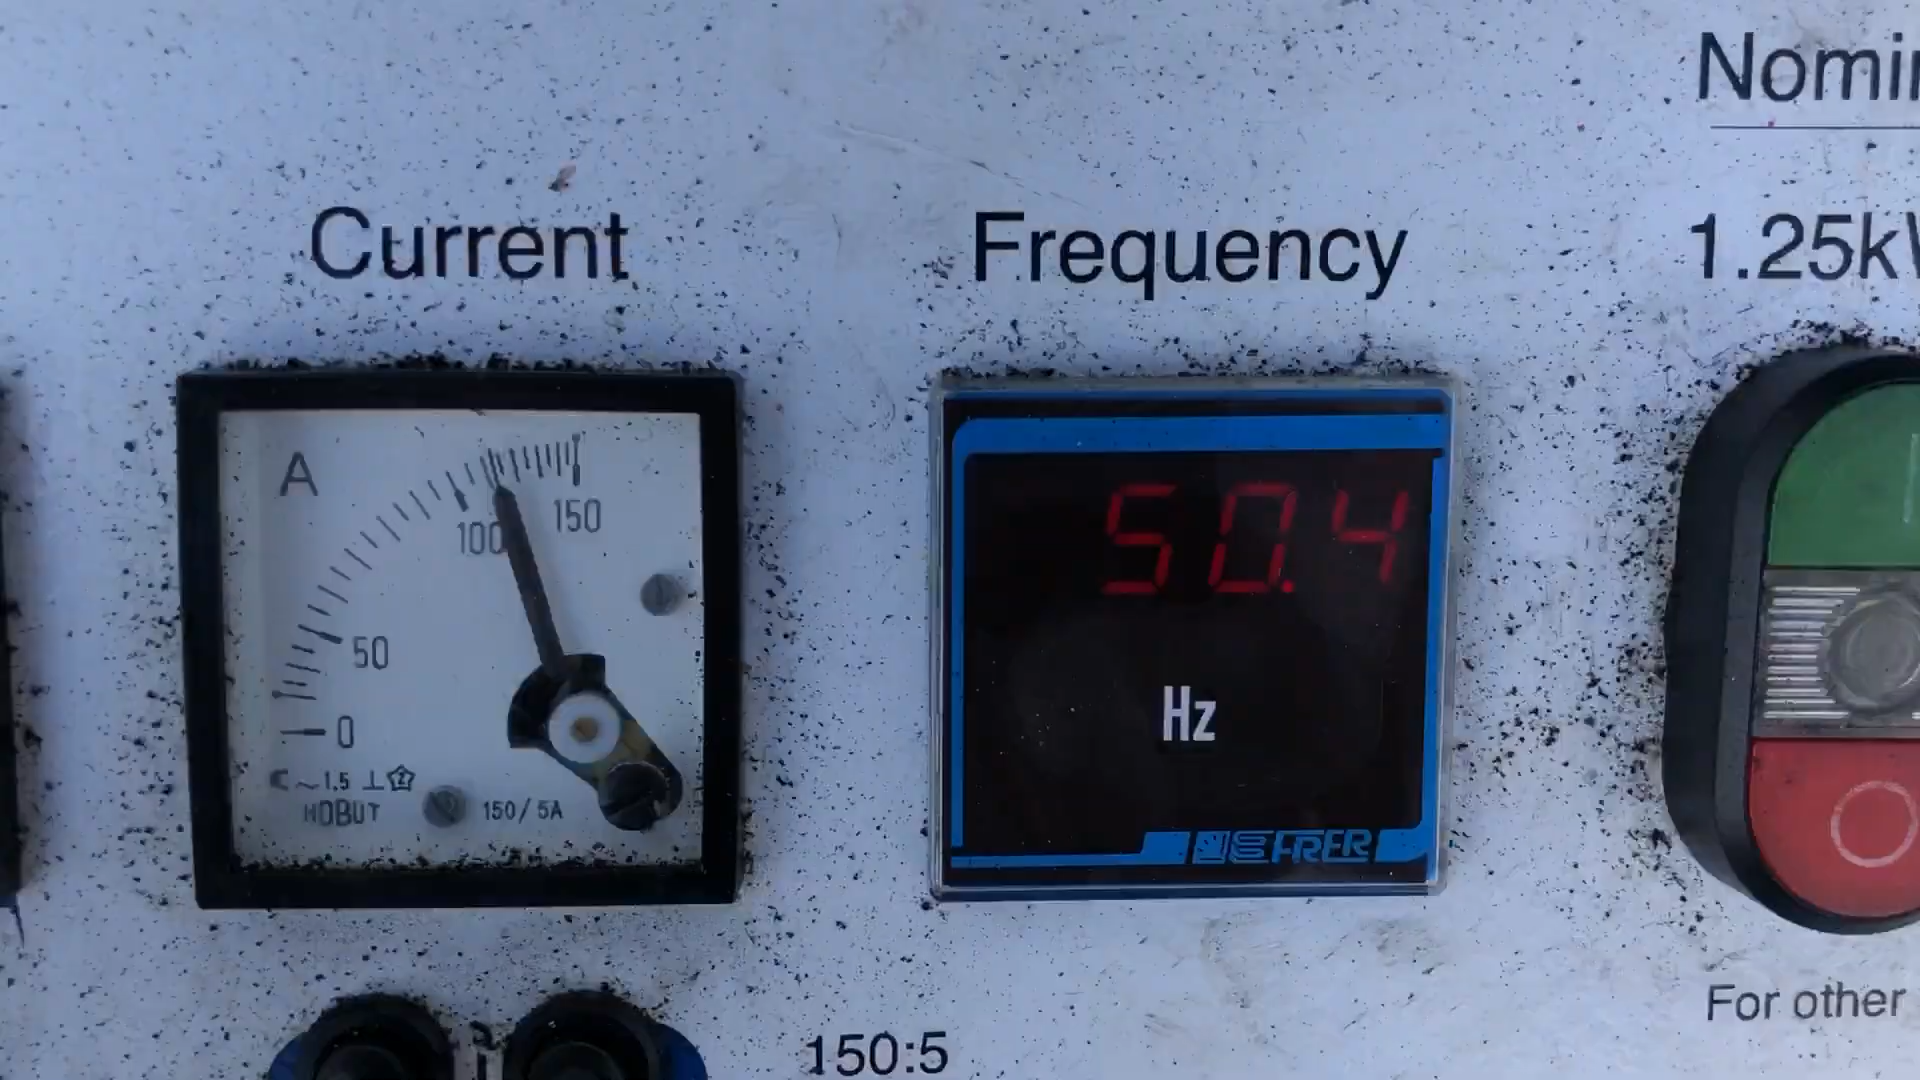 Nomin
Current
Frequency
1.25kW
A
100
150
50
0
50.4
Hz
~1.5
HOBUT
150/5A
FRER
For other
150:5